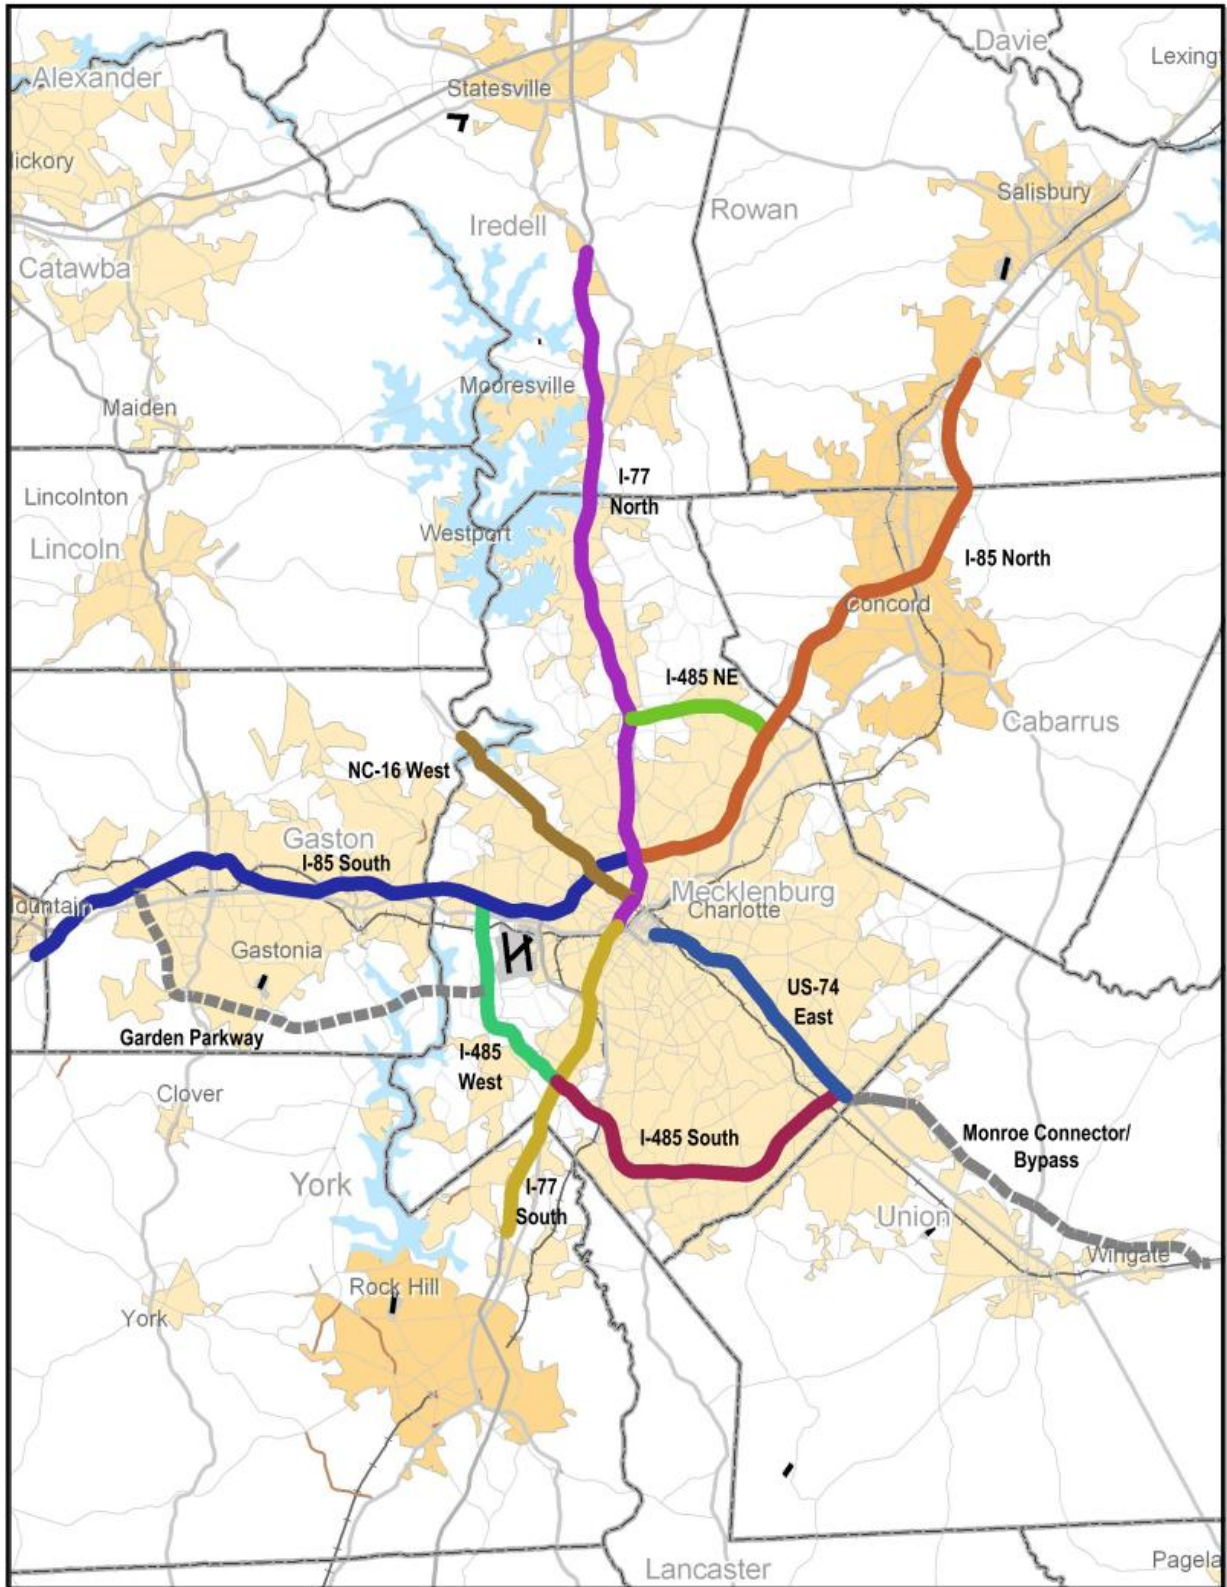 Davie
Lexing
Alexander
Statesville
ickory
Salisbury
Rowan
Iredell
Catawba
Mooresville
Maiden
I-77
North
Lincolnton
Westport
Lincoln
I-85 North
Concord
I-485 NE
Cabarrus
NC-16 West
Gaston
I-85 South
Mecklenburg
Charlotte
ountain
Gastonia
US-74
East
Garden Parkway
I-485
West
Clover
Monroe Connector/
Bypass
I-485 South
York
I-77
South
Union
Wingate
Rock Hill
York
Lancaster
Pagela